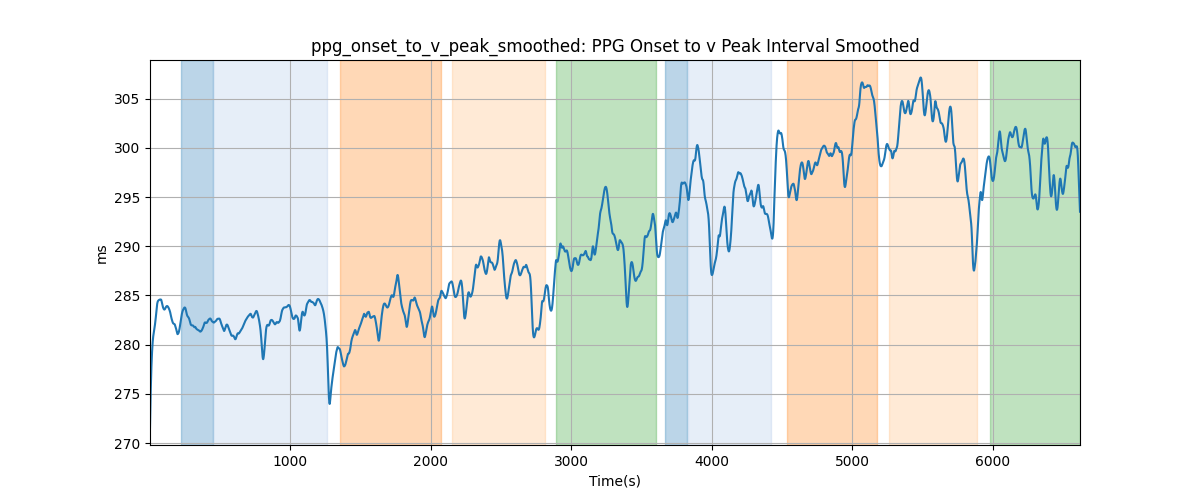 ppg_onset_to_v_peak_smoothed: PPG Onset to v Peak Interval Smoothed
305
300
295
290
285
280
275
270
ms
1000 2000 3000 4000 5000 6000
Time(s)